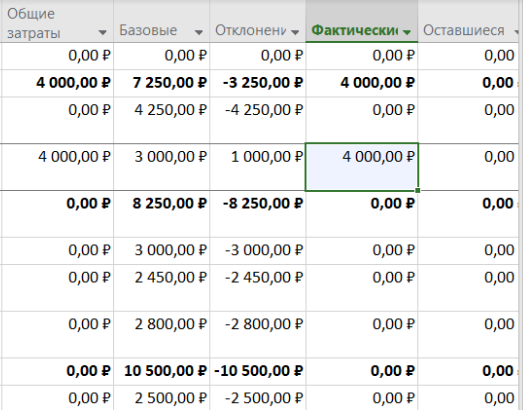 Общие затраты Базовые Отклонени Фактически Оставшиеся
0,00 ₽ 0,00 ₽ 0,00 ₽ 0,00 ₽ 0,00
4 000,00 ₽ 7 250,00 ₽ -3 250,00 ₽ 4 000,00 ₽ 0,00
0,00 ₽ 4 250,00 ₽ -4 250,00 ₽ 0,00 ₽ 0,00
4 000,00 ₽ 3 000,00 ₽ 1 000,00 ₽ 4 000,00 ₽ 0,00
0,00 ₽ 8 250,00 ₽ -8 250,00 ₽ 0,00 ₽ 0,00
0,00 ₽ 3 000,00 ₽ -3 000,00 ₽ 0,00 ₽ 0,00
0,00 ₽ 2 450,00 ₽ -2 450,00 ₽ 0,00 ₽ 0,00
0,00 ₽ 2 800,00 ₽ -2 800,00 ₽ 0,00 ₽ 0,00
0,00 ₽ 10 500,00 ₽ -10 500,00 ₽ 0,00 ₽ 0,00
0,00 ₽ 2 500,00 ₽ -2 500,00 ₽ 0,00 ₽ 0,00